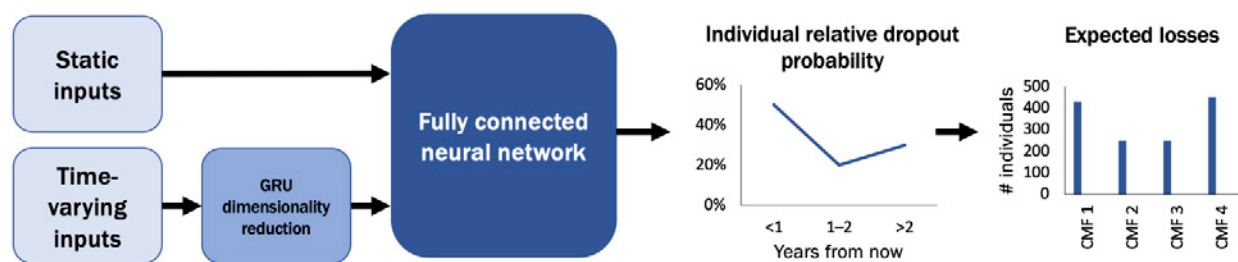 Static
inputs
Time-
varying
inputs
GRU
dimensionality
reduction
Fully connected
neural network
Individual relative dropout
probability
60%
40%
20%
0%
<1
1–2
>2
Years from now
Expected losses
# individuals
500
400
300
200
100
0
CMF 1
CMF 2
CMF 3
CMF 4